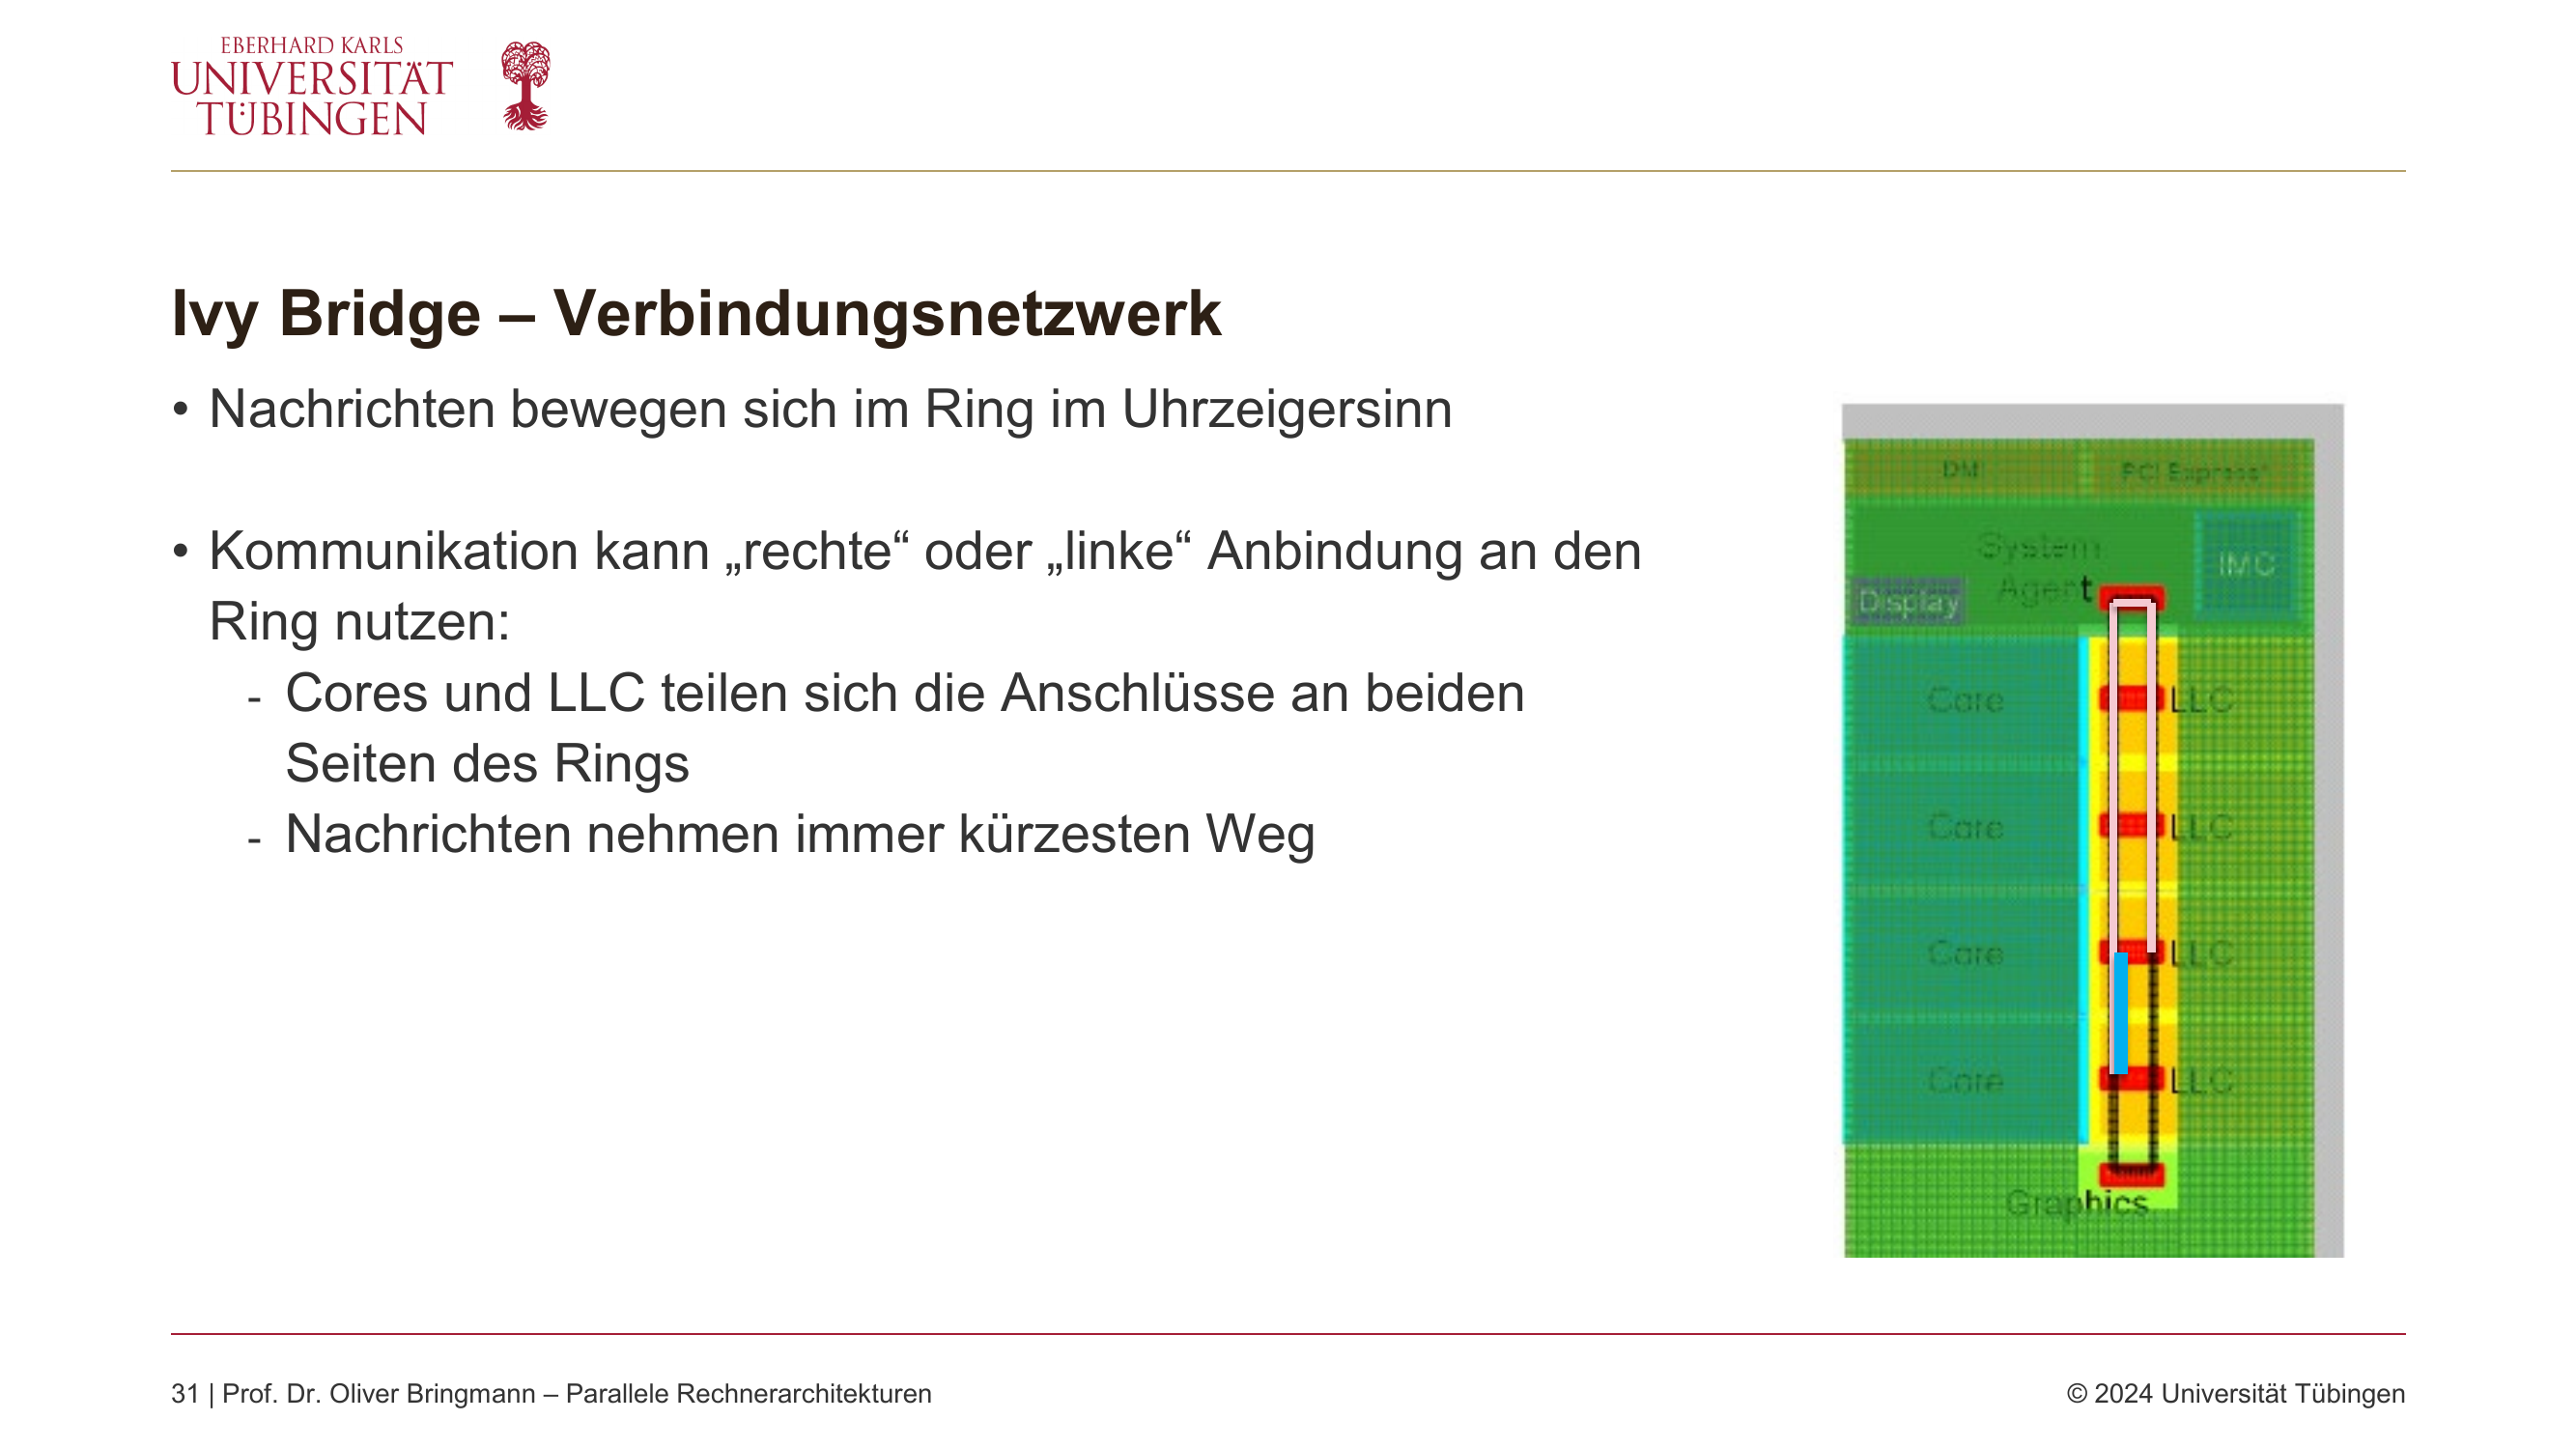 EBERHARD KARLS
UNIVERSITÄT
TÜBINGEN
Ivy Bridge – Verbindungsnetzwerk
• Nachrichten bewegen sich im Ring im Uhrzeigersinn
• Kommunikation kann „rechte“ oder „linke“ Anbindung an den
Ring nutzen:
- Cores und LLC teilen sich die Anschlüsse an beiden
Seiten des Rings
- Nachrichten nehmen immer kürzesten Weg
DMI
PCI Express*
System
Agent
IMC
Display
Core
LLC
Core
LLC
Core
LLC
Core
LLC
Graphics
31 | Prof. Dr. Oliver Bringmann – Parallele Rechnerarchitekturen
© 2024 Universität Tübingen